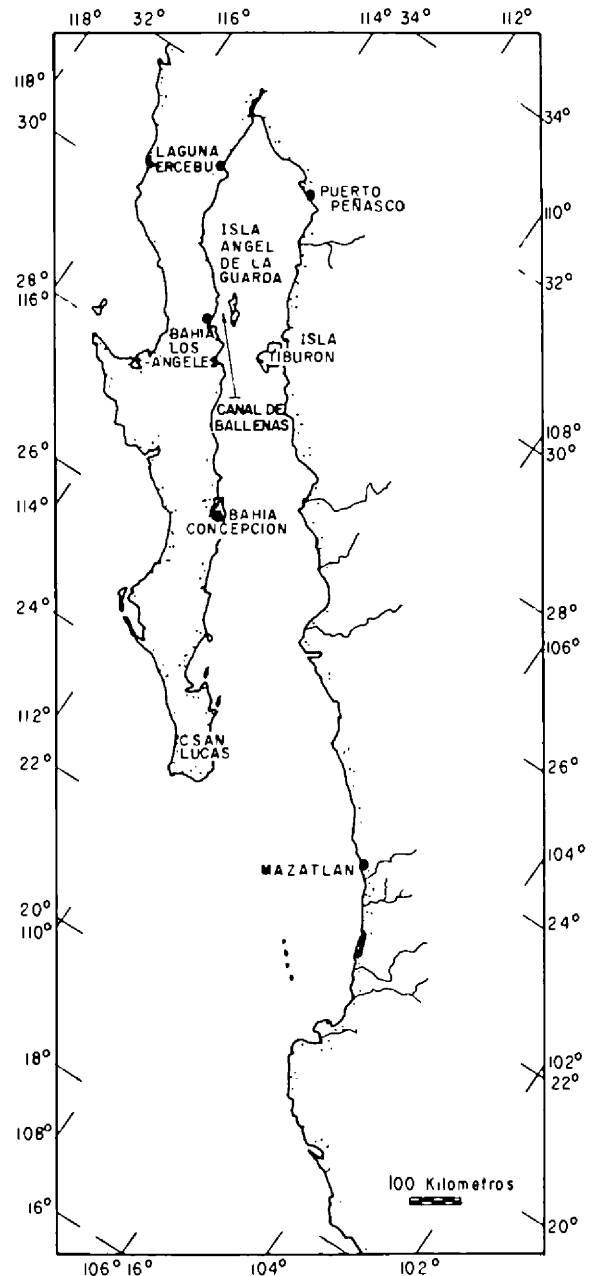 118° 32° 116° 114° 34° 112°
118°
30°
34°
LAGUNA
ERCEBU
PUERTO
PEÑASCO
110°
ISLA
ANGEL
DE LA
GUARDA
28°
116°
32°
BAHIA
LOS
ANGELES
ISLA
TIBURON
CANAL DE
BALLENAS
108°
30°
26°
114°
BAHIA
CONCEPCION
24°
28°
106°
112°
22°
C SAN
LUCAS
26°
MAZATLAN
104°
20°
110°
24°
18°
102°
22°
108°
100 Kilometros
16°
20°
106° 16° 104° 102°